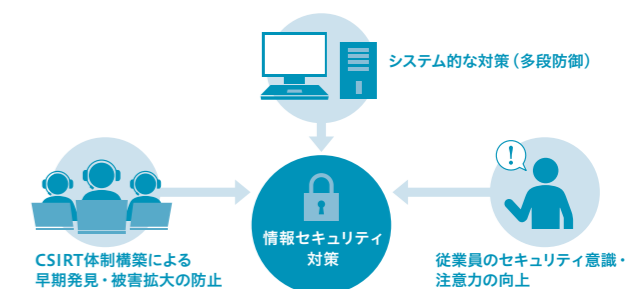 システム的な対策（多段防御）
!
情報セキュリティ
対策
CSIRT体制構築による
早期発見・被害拡大の防止
従業員のセキュリティ意識・
注意力の向上